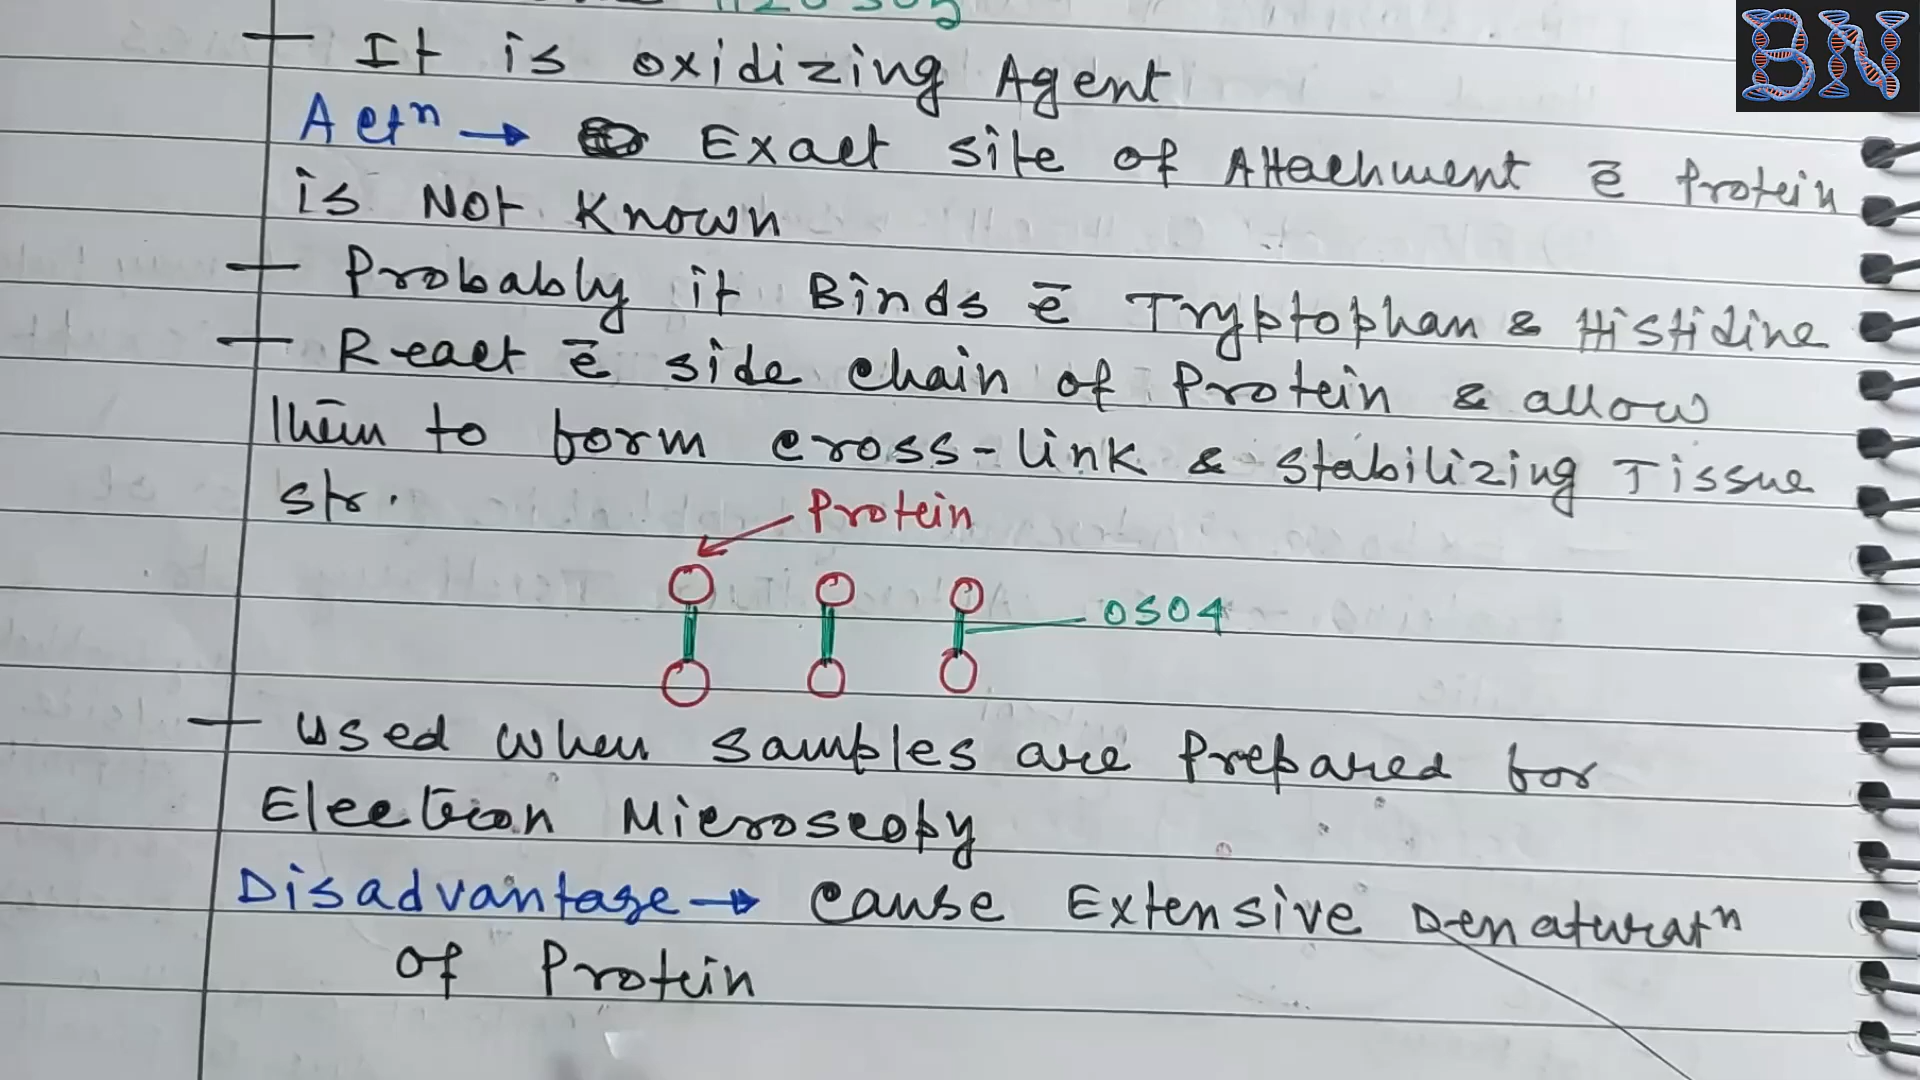 BN
– It is oxidizing Agent
Actⁿ → Exact site of Attachment c̄ Protein
is Not Known
– Probably it Binds c̄ Tryptophan & Histidine
– React c̄ side chain of Protein & allow
them to form cross-link & stabilizing Tissue
str.
Protein
OSO4
– Used when samples are Prepared for
Electron Microscopy
Disadvantage → cause Extensive Denaturatⁿ
of Protein